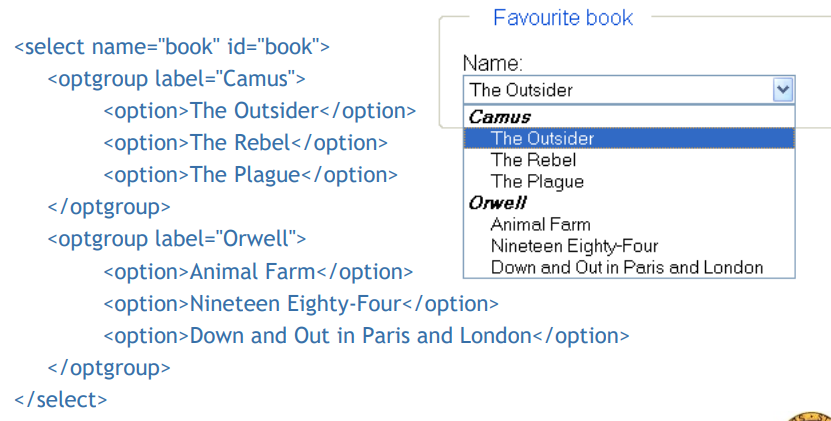 <select name="book" id="book">
<optgroup label="Camus">
<option>The Outsider</option>
<option>The Rebel</option>
<option>The Plague</option>
</optgroup>
<optgroup label="Orwell">
<option>Animal Farm</option>
<option>Nineteen Eighty-Four</option>
<option>Down and Out in Paris and London</option>
</optgroup>
</select>
Favourite book
Name:
The Outsider
Camus
The Outsider
The Rebel
The Plague
Orwell
Animal Farm
Nineteen Eighty-Four
Down and Out in Paris and London